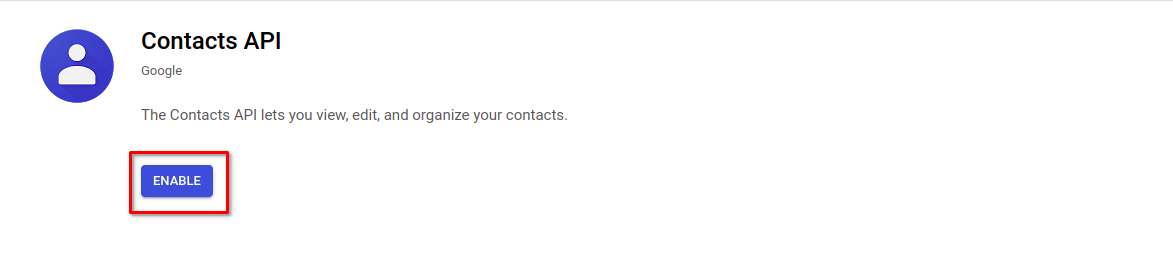 Contacts API
Google
The Contacts API lets you view, edit, and organize your contacts.
ENABLE